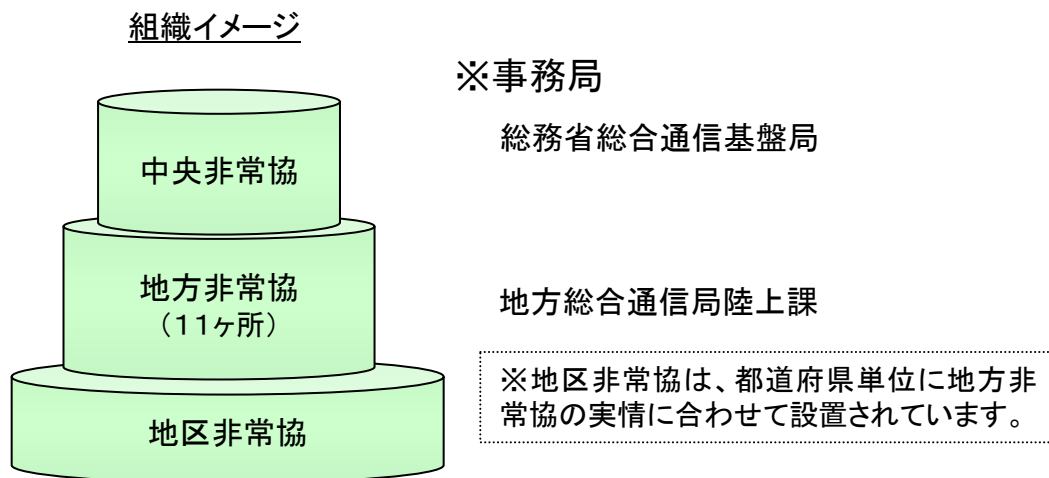 組織イメージ
※事務局
中央非常協
総務省総合通信基盤局
地方非常協
（１１ヶ所）
地方総合通信局陸上課
地区非常協
※地区非常協は、都道府県単位に地方非
常協の実情に合わせて設置されています。